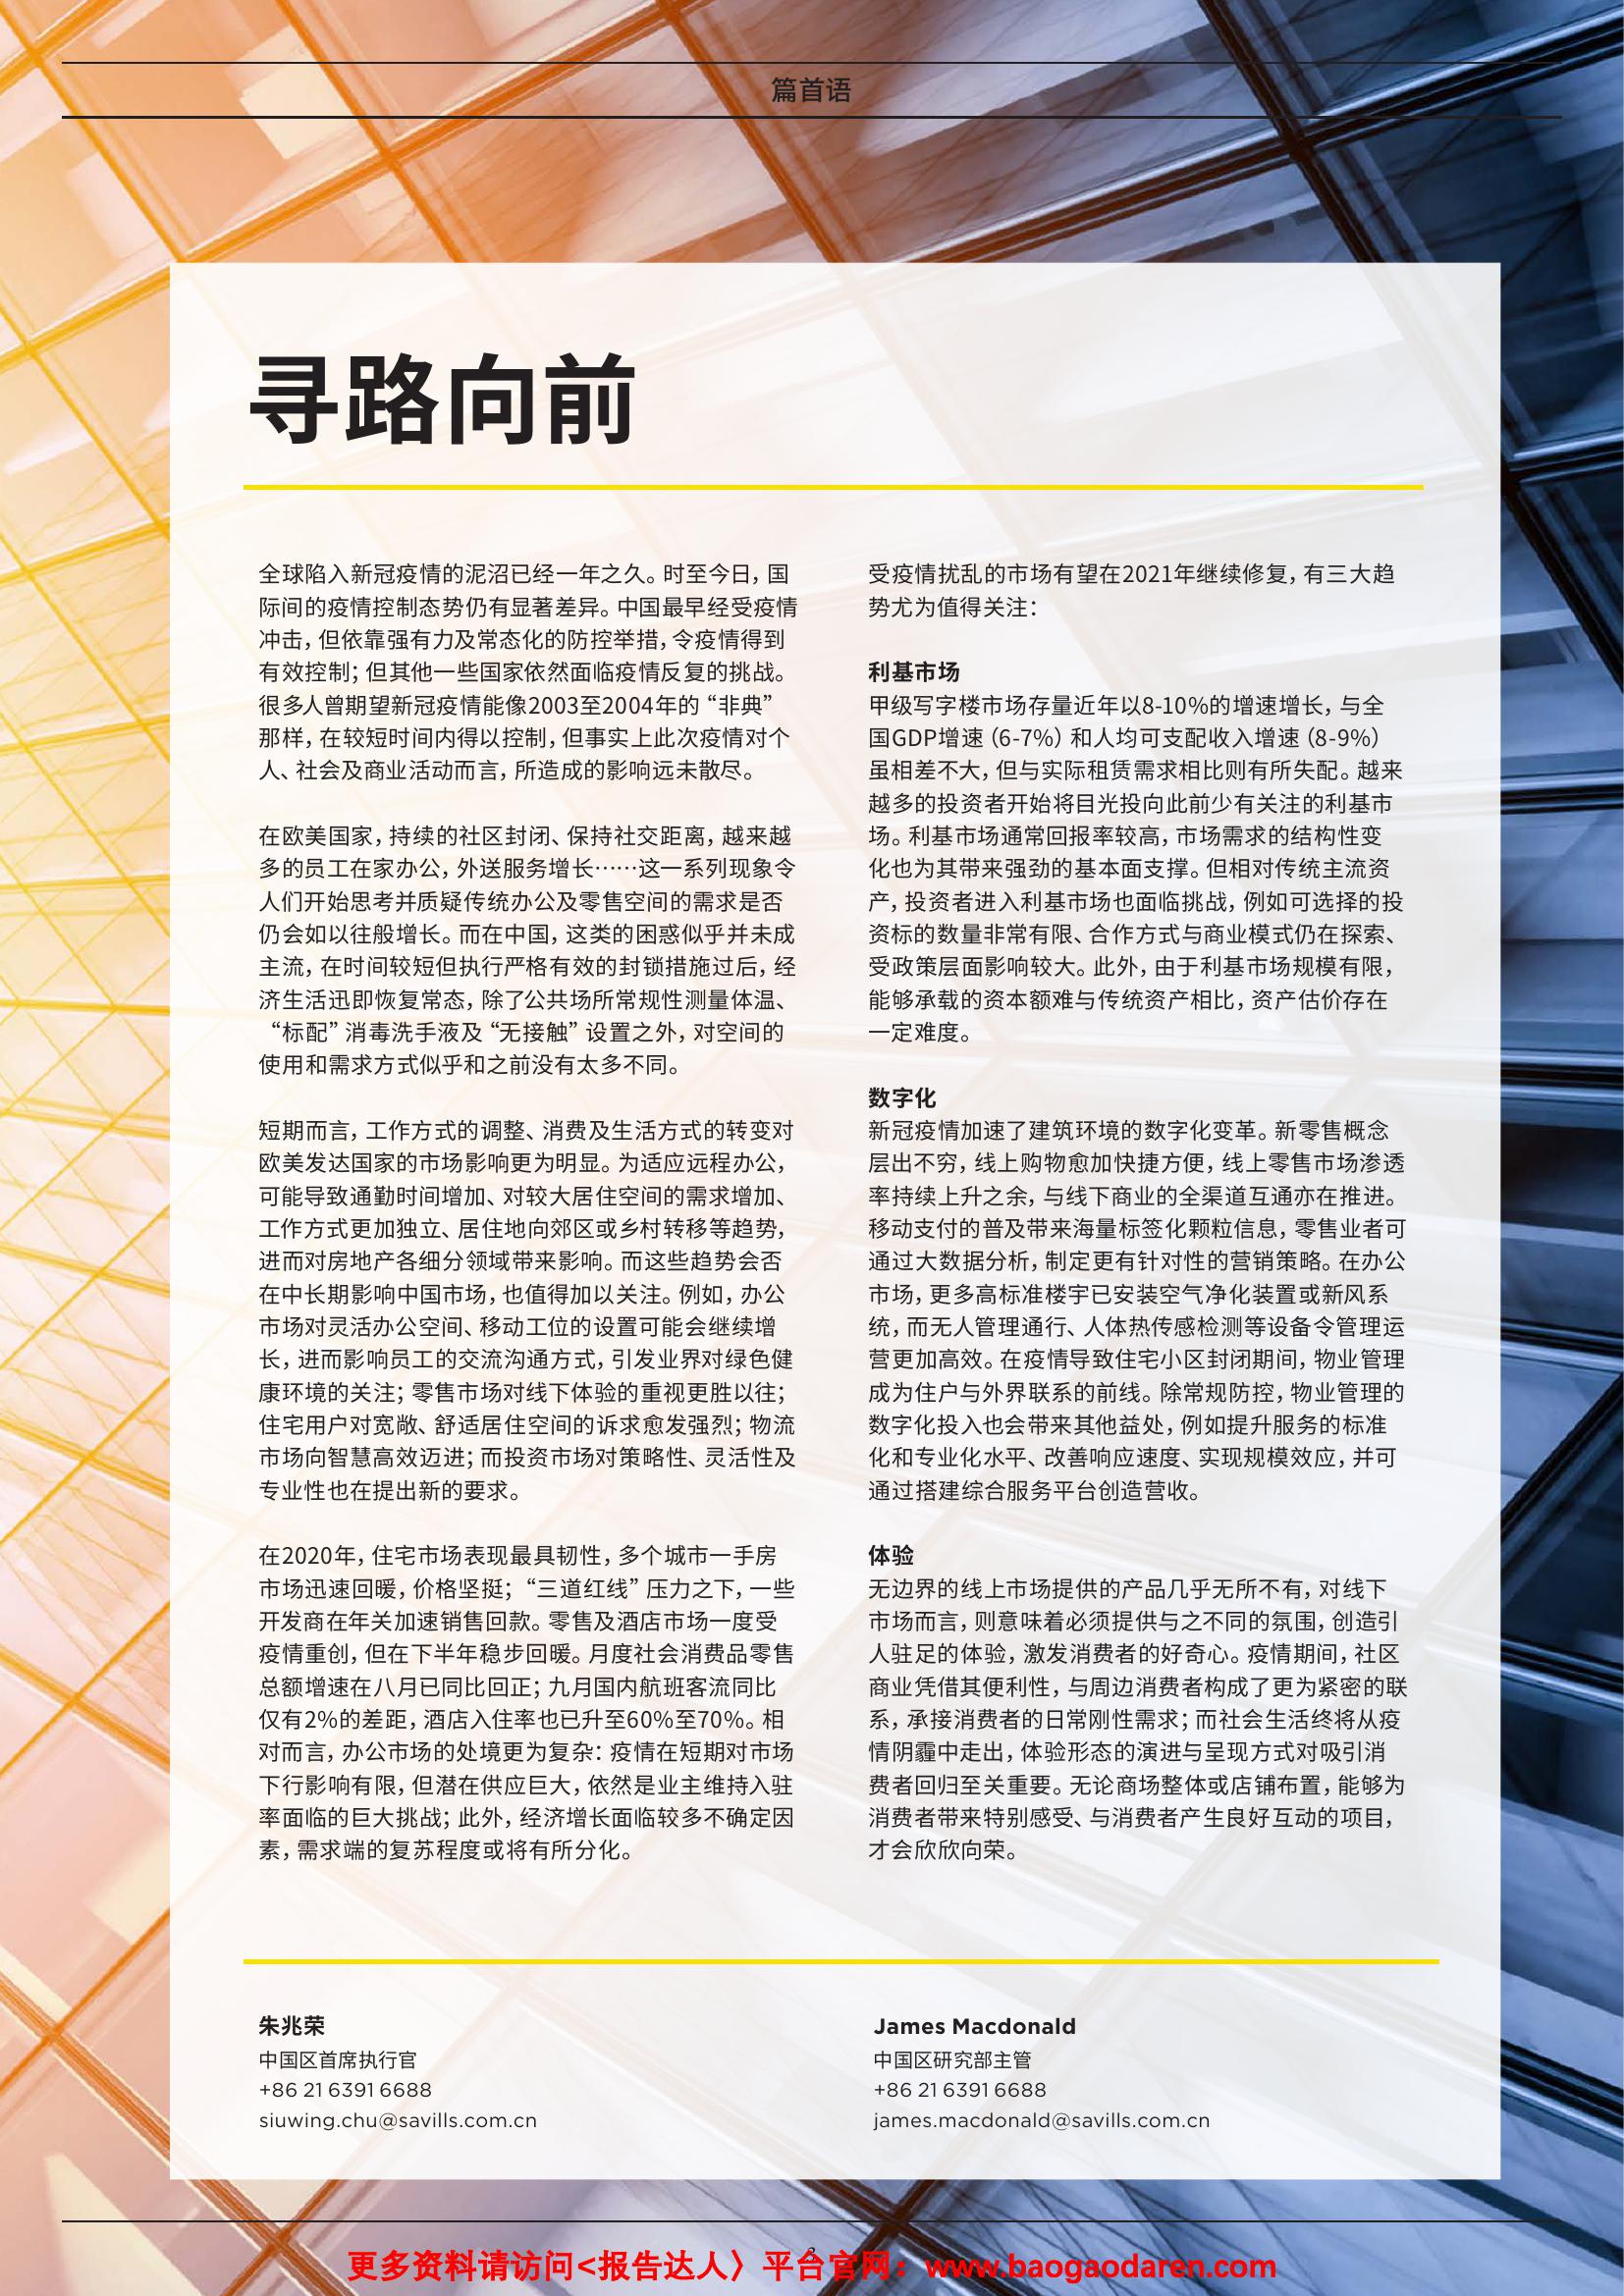 篇首语
寻路向前
全球陷入新冠疫情的泥沼已经一年之久。时至今日，国
际间的疫情控制态势仍有显著差异。中国最早经受疫情
冲击，但依靠强有力及常态化的防控举措，令疫情得到
有效控制；但其他一些国家依然面临疫情反复的挑战。
很多人曾期望新冠疫情能像2003至2004年的“非典”
那样，在较短时间内得以控制，但事实上此次疫情对个
人、社会及商业活动而言，所造成的影响远未散尽。
在欧美国家，持续的社区封闭、保持社交距离，越来越
多的员工在家办公，外送服务增长……这一系列现象令
人们开始思考并质疑传统办公及零售空间的需求是否
仍会如以往般增长。而在中国，这类的困惑似乎并未成
主流，在时间较短但执行严格有效的封锁措施过后，经
济生活迅即恢复常态，除了公共场所常规性测量体温、
“标配”消毒洗手液及“无接触”设置之外，对空间的
使用和需求方式似乎和之前没有太多不同。
短期而言，工作方式的调整、消费及生活方式的转变对
欧美发达国家的市场影响更为明显。为适应远程办公，
可能导致通勤时间增加、对较大居住空间的需求增加、
工作方式更加独立、居住地向郊区或乡村转移等趋势，
进而对房地产各细分领域带来影响。而这些趋势会否
在中长期影响中国市场，也值得加以关注。例如，办公
市场对灵活办公空间、移动工位的设置可能会继续增
长，进而影响员工的交流沟通方式，引发业界对绿色健
康环境的关注；零售市场对线下体验的重视更胜以往；
住宅用户对宽敞、舒适居住空间的诉求愈发强烈；物流
市场向智慧高效迈进；而投资市场对策略性、灵活性及
专业性也在提出新的要求。
在2020年，住宅市场表现最具韧性，多个城市一手房
市场迅速回暖，价格坚挺；“三道红线”压力之下，一些
开发商在年关加速销售回款。零售及酒店市场一度受
疫情重创，但在下半年稳步回暖。月度社会消费品零售
总额增速在八月已同比回正；九月国内航班客流同比
仅有2%的差距，酒店入住率也已升至60%至70%。相
对而言，办公市场的处境更为复杂：疫情在短期对市场
下行影响有限，但潜在供应巨大，依然是业主维持入驻
率面临的巨大挑战；此外，经济增长面临较多不确定因
素，需求端的复苏程度或将有所分化。
受疫情扰乱的市场有望在2021年继续修复，有三大趋
势尤为值得关注：
利基市场
甲级写字楼市场存量近年以8-10%的增速增长，与全
国GDP增速（6-7%）和人均可支配收入增速（8-9%）
虽相差不大，但与实际租赁需求相比则有所失配。越来
越多的投资者开始将目光投向此前少有关注的利基市
场。利基市场通常回报率较高，市场需求的结构性变
化也为其带来强劲的基本面支撑。但相对传统主流资
产，投资者进入利基市场也面临挑战，例如可选择的投
资标的数量非常有限、合作方式与商业模式仍在探索、
受政策层面影响较大。此外，由于利基市场规模有限，
能够承载的资本额难与传统资产相比，资产估价存在
一定难度。
数字化
新冠疫情加速了建筑环境的数字化变革。新零售概念
层出不穷，线上购物愈加快捷方便，线上零售市场渗透
率持续上升之余，与线下商业的全渠道互通亦在推进。
移动支付的普及带来海量标签化颗粒信息，零售业者可
通过大数据分析，制定更有针对性的营销策略。在办公
市场，更多高标准楼宇已安装空气净化装置或新风系
统，而无人管理通行、人体热传感检测等设备令管理运
营更加高效。在疫情导致住宅小区封闭期间，物业管理
成为住户与外界联系的前线。除常规防控，物业管理的
数字化投入也会带来其他益处，例如提升服务的标准
化和专业化水平、改善响应速度、实现规模效应，并可
通过搭建综合服务平台创造营收。
体验
无边界的线上市场提供的产品几乎无所不有，对线下
市场而言，则意味着必须提供与之不同的氛围，创造引
人驻足的体验，激发消费者的好奇心。疫情期间，社区
商业凭借其便利性，与周边消费者构成了更为紧密的联
系，承接消费者的日常刚性需求；而社会生活终将从疫
情阴霾中走出，体验形态的演进与呈现方式对吸引消
费者回归至关重要。无论商场整体或店铺布置，能够为
消费者带来特别感受、与消费者产生良好互动的项目，
才会欣欣向荣。
朱兆荣
中国区首席执行官
+86 21 6391 6688
siuwing.chu@savills.com.cn
James Macdonald
中国区研究部主管
+86 21 6391 6688
james.macdonald@savills.com.cn
3
更多资料请访问<报告达人〉平台官网：www.baogaodaren.com